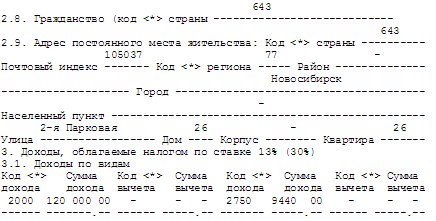 643
2.8. Гражданство (код <*> страны -----------------------------
643
2.9. Адрес постоянного места жительства: Код <*> страны -----------
105037 77 -
Почтовый индекс ------- Код <*> региона ----- Район ---------------
Новосибирск
------------------------- Город -----------------------------------
-
Населенный пункт --------------------------------------------------
2-я Парковая 26 - 26
Улица ------------------- Дом ---- Корпус -------- Квартира -------
3. Доходы, облагаемые налогом по ставке 13% (30%)
3.1. Доходы по видам
Код <*> Сумма Код <*> Сумма Код <*> Сумма Код <*> Сумма
дохода дохода вычета вычета дохода дохода вычета вычета
2000 120 000 00 - - - 2750 9440 00 - - -
------ -------.-- ------ -----.-- ------ -------.-- ------ -----.--